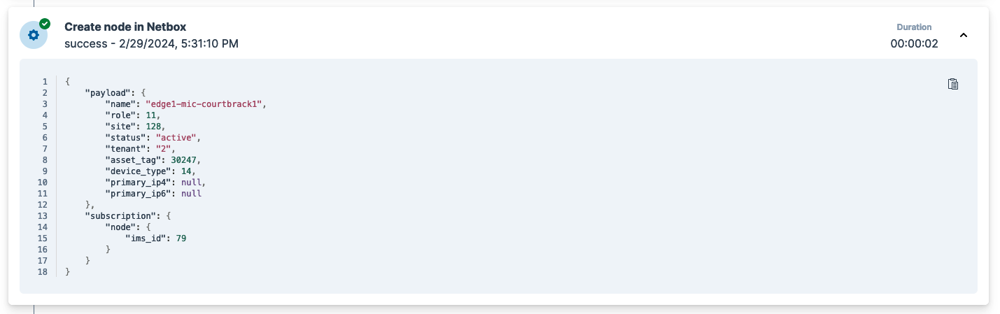 Create node in Netbox
success - 2/29/2024, 5:31:10 PM
Duration
00:00:02
1 {
2     "payload": {
3         "name": "edge1-mic-courtbrack1",
4         "role": 11,
5         "site": 128,
6         "status": "active",
7         "tenant": "2",
8         "asset_tag": 30247,
9         "device_type": 14,
10         "primary_ip4": null,
11         "primary_ip6": null
12     },
13     "subscription": {
14         "node": {
15             "ims_id": 79
16         }
17     }
18 }